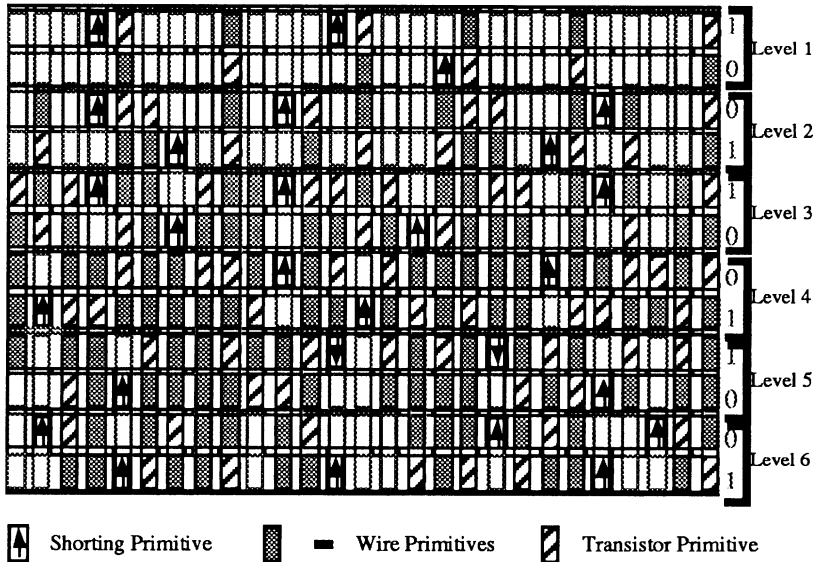 1
Level 1
0
0
Level 2
1
1
Level 3
0
0
Level 4
1
1
Level 5
0
0
Level 6
1
Shorting Primitive
Wire Primitives
Transistor Primitive